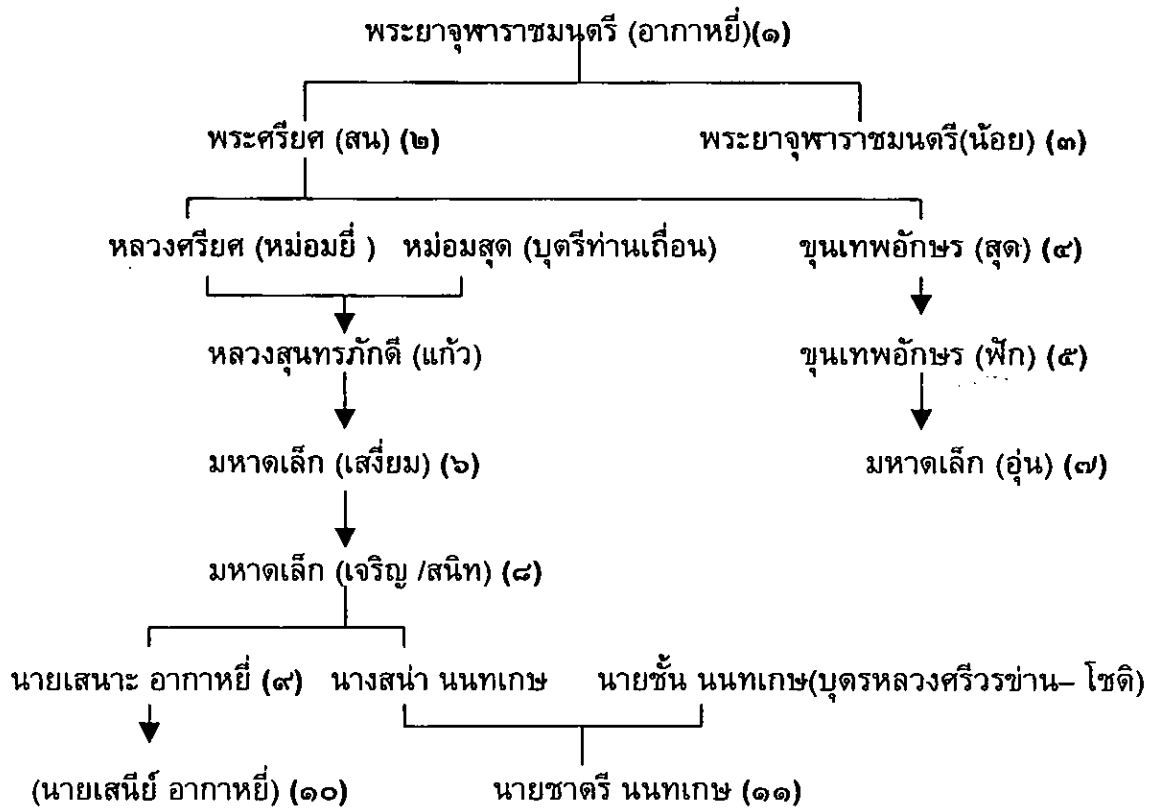 พระยาจุฬาราชมนตรี (อากาหยี่)(๑)
พระศรียศ (สน) (๒) พระยาจุฬาราชมนตรี(น้อย) (๓)
หลวงศรียศ (หม่อมยี่ ) หม่อมสุด (บุตรีท่านเถื่อน) ขุนเทพอักษร (สุด) (๔)
หลวงสุนทรภักดี (แก้ว) ขุนเทพอักษร (ฟัก) (๕)
มหาดเล็ก (เสงี่ยม) (๖) มหาดเล็ก (อุ่น) (๗)
มหาดเล็ก (เจริญ /สนิท) (๘)
นายเสนาะ อากาหยี่ (๙) นางสน่า นนทเกษ นายชั้น นนทเกษ(บุตรหลวงศรีวรข่าน– โชติ)
(นายเสนีย์ อากาหยี่) (๑๐) นายชาตรี นนทเกษ (๑๑)